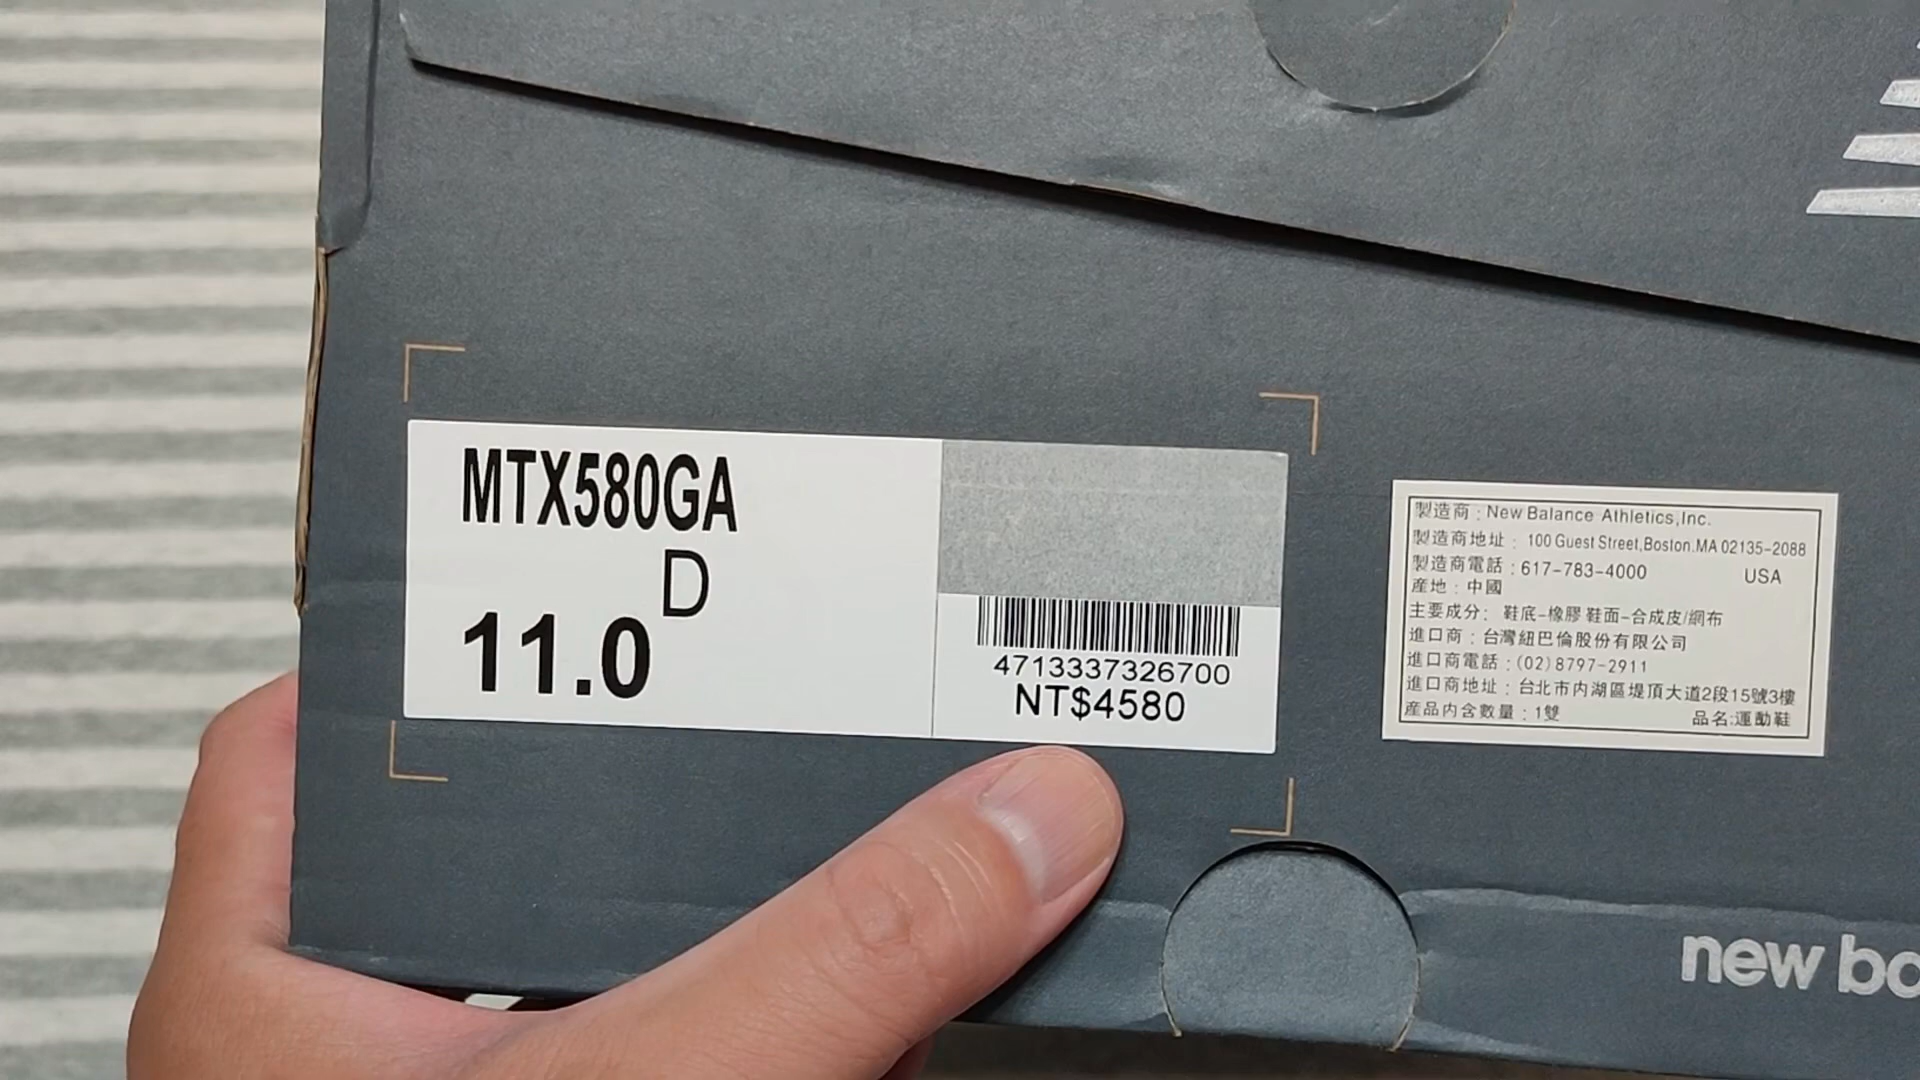 MTX580GA
D
11.0
4713337326700
NT$4580
製造商：New Balance Athletics,Inc.
製造商地址：100 Guest Street,Boston.MA 02135-2088
製造商電話：617-783-4000 USA
產地：中國
主要成分：鞋底-橡膠 鞋面-合成皮/網布
進口商：台灣紐巴倫股份有限公司
進口商電話：(02)8797-2911
進口商地址：台北市内湖區堤頂大道2段15號3樓
產品内含數量：1雙 品名:運動鞋
new ba